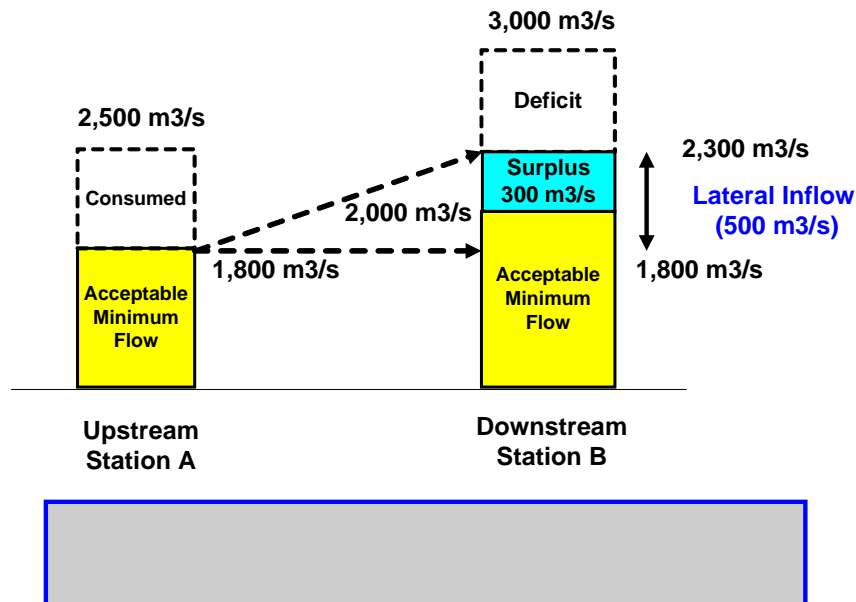 3,000 m3/s
Deficit
2,500 m3/s
2,300 m3/s
Surplus
300 m3/s
Consumed
Lateral Inflow
(500 m3/s)
2,000 m3/s
1,800 m3/s
1,800 m3/s
Acceptable
Minimum
Flow
Acceptable
Minimum
Flow
Upstream
Station A
Downstream
Station B